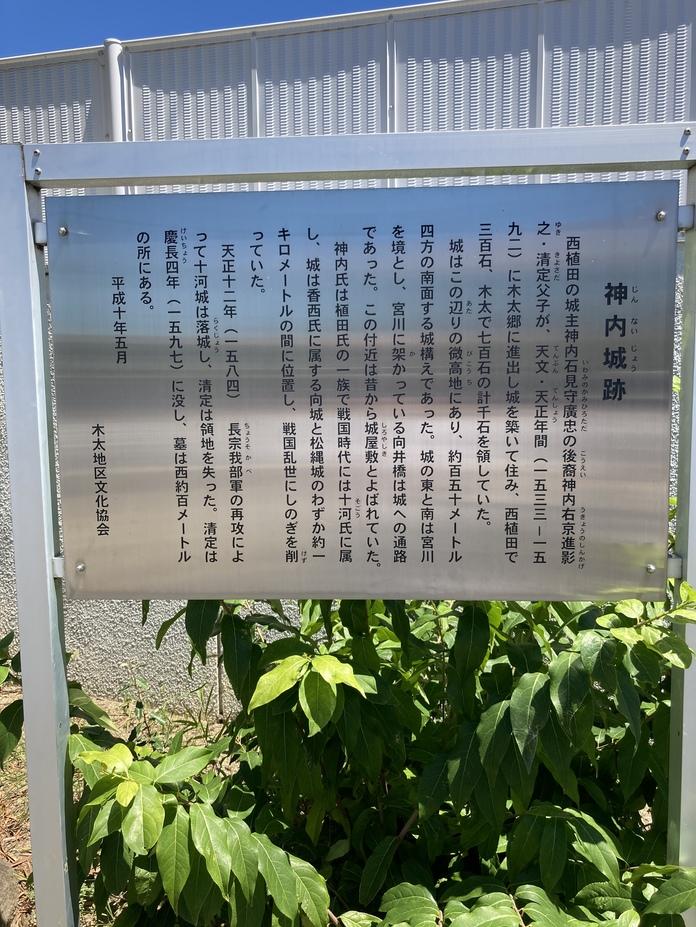 神内城跡
西植田の城主神内石見守廣忠の後裔神内右京進影
之・清定父子が、天文・天正年間（一五三三－一五
九二）に木太郷に進出し城を築いて住み、西植田で
三百石、木太で七百石の計千石を領していた。
城はこの辺りの微高地にあり、約百五十メートル
四方の南面する城構えであった。城の東と南は宮川
を境とし、宮川に架かっている向井橋は城への通路
であった。この付近は昔から城屋敷とよばれていた。
神内氏は植田氏の一族で戦国時代には十河氏に属
し、城は香西氏に属する向城と松縄城のわずか約一
キロメートルの間に位置し、戦国乱世にしのぎを削
っていた。
天正十二年（一五八四）　長宗我部軍の再攻によ
って十河城は落城し、清定は領地を失った。清定は
慶長四年（一五九七）に没し、墓は西約百メートル
の所にある。
平成十年五月
木太地区文化協会